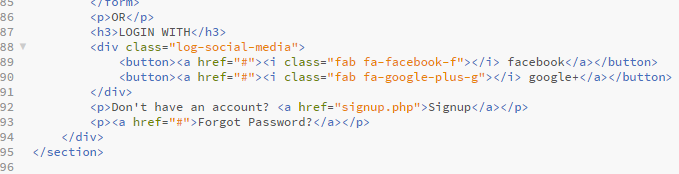 85 </form>
86 <p>OR</p>
87 <h3>LOGIN WITH</h3>
88 <div class="log-social-media">
89 <button><a href="#"><i class="fab fa-facebook-f"></i> facebook</a></button>
90 <button><a href="#"><i class="fab fa-google-plus-g"></i> google+</a></button>
91 </div>
92 <p>Don't have an account? <a href="signup.php">Signup</a></p>
93 <p><a href="#">Forgot Password?</a></p>
94 </div>
95 </section>
96